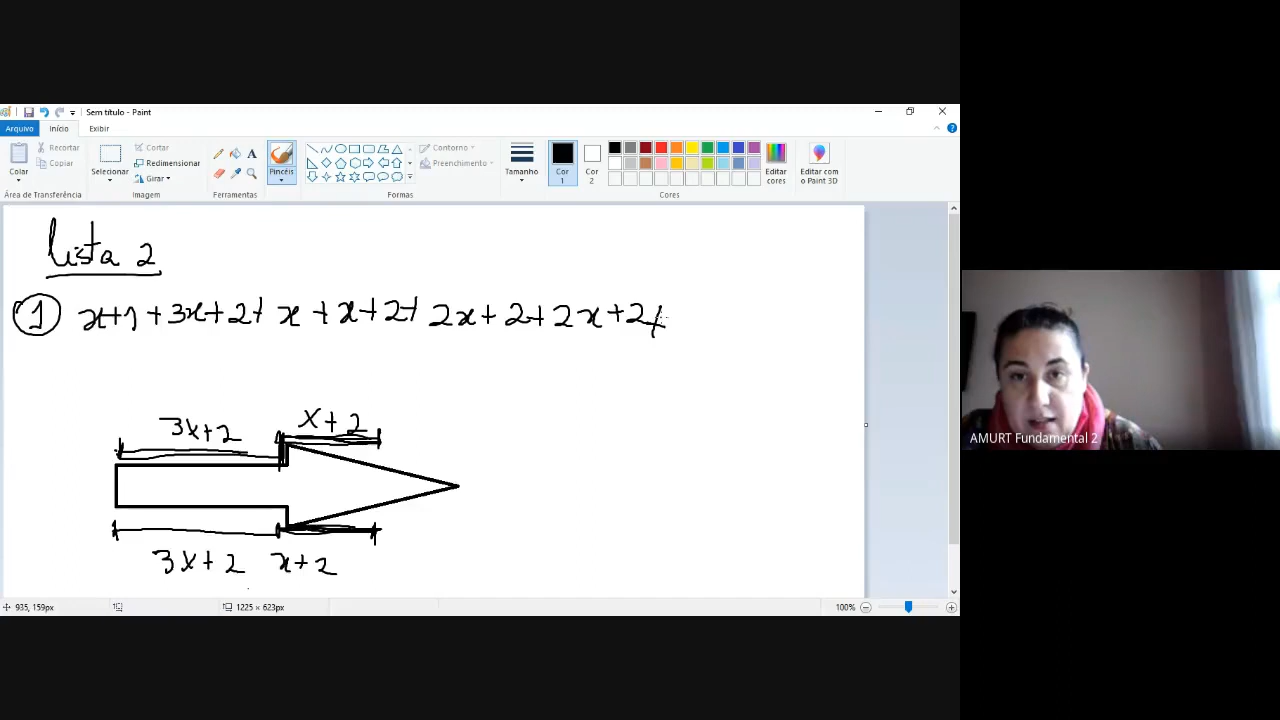 Sem título - Paint
Arquivo Início Exibir
Colar
Recortar
Copiar
Área de Transferência
Selecionar
Cortar
Redimensionar
Girar
Imagem
Ferramentas
Pincéis
Contorno
Preenchimento
Formas
Tamanho
Cor 1
Cor 2
Editar cores
Cores
Editar com o Paint 3D
Lista 2
1 x+1+3x+2+x+x+2+2x+2+2x+2+
3x+2
x+2
3x+2 x+2
AMURT Fundamental 2
935, 159px
1225 × 623px
100%